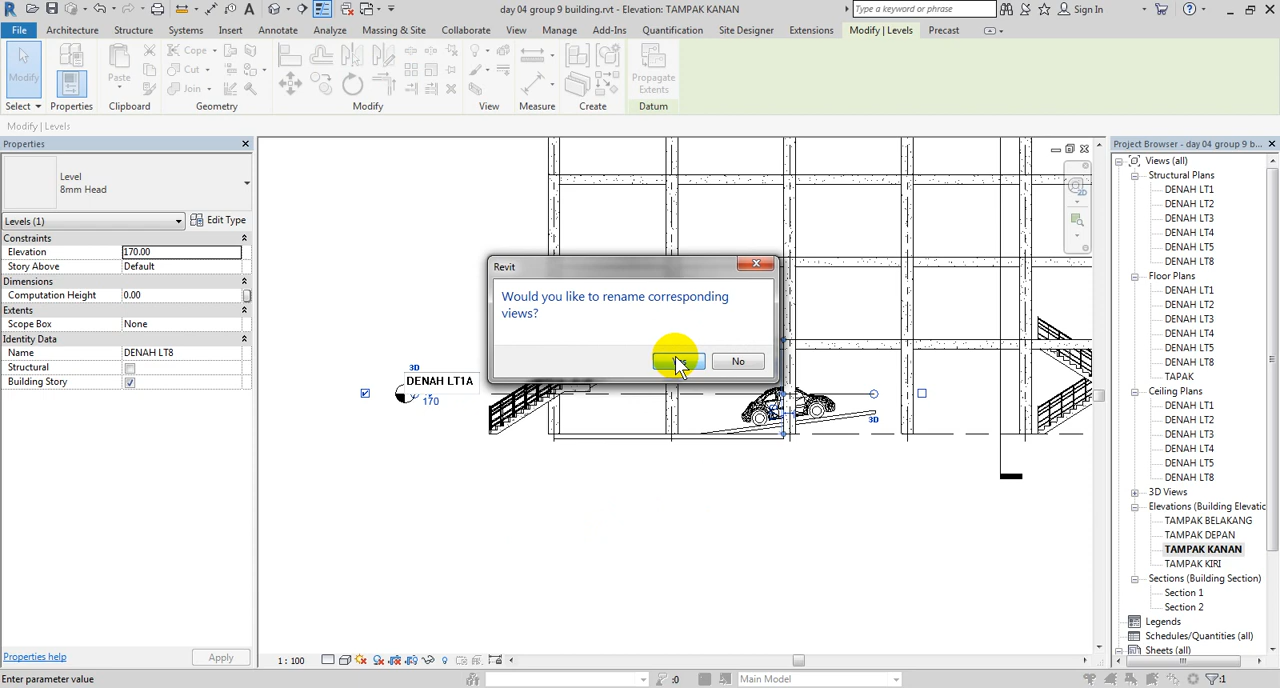 day 04 group 9 building.rvt - Elevation: TAMPAK KANAN
Type a keyword or phrase
Sign In
File
Architecture
Structure
Systems
Insert
Annotate
Analyze
Massing & Site
Collaborate
View
Manage
Add-Ins
Quantification
Site Designer
Extensions
Modify | Levels
Precast
Modify
Paste
Cope
Cut
Join
Propagate
Extents
Select
Properties
Clipboard
Geometry
Modify
View
Measure
Create
Datum
Modify | Levels
Properties
Level
8mm Head
Levels (1)
Edit Type
Constraints
Elevation 170.00
Story Above Default
Dimensions
Computation Height 0.00
Extents
Scope Box None
Identity Data
Name DENAH LT8
Structural
Building Story
Properties help
Apply
Revit
Would you like to rename corresponding
views?
No
3D
DENAH LT1A
170
3D
2D
Project Browser - day 04 group 9 b...
Views (all)
Structural Plans
DENAH LT1
DENAH LT2
DENAH LT3
DENAH LT4
DENAH LT5
DENAH LT8
Floor Plans
DENAH LT1
DENAH LT2
DENAH LT3
DENAH LT4
DENAH LT5
DENAH LT8
TAPAK
Ceiling Plans
DENAH LT1
DENAH LT2
DENAH LT3
DENAH LT4
DENAH LT5
DENAH LT8
3D Views
Elevations (Building Elevatic
TAMPAK BELAKANG
TAMPAK DEPAN
TAMPAK KANAN
TAMPAK KIRI
Sections (Building Section)
Section 1
Section 2
Legends
Schedules/Quantities (all)
Sheets (all)
1 : 100
Enter parameter value
:0
Main Model
:1